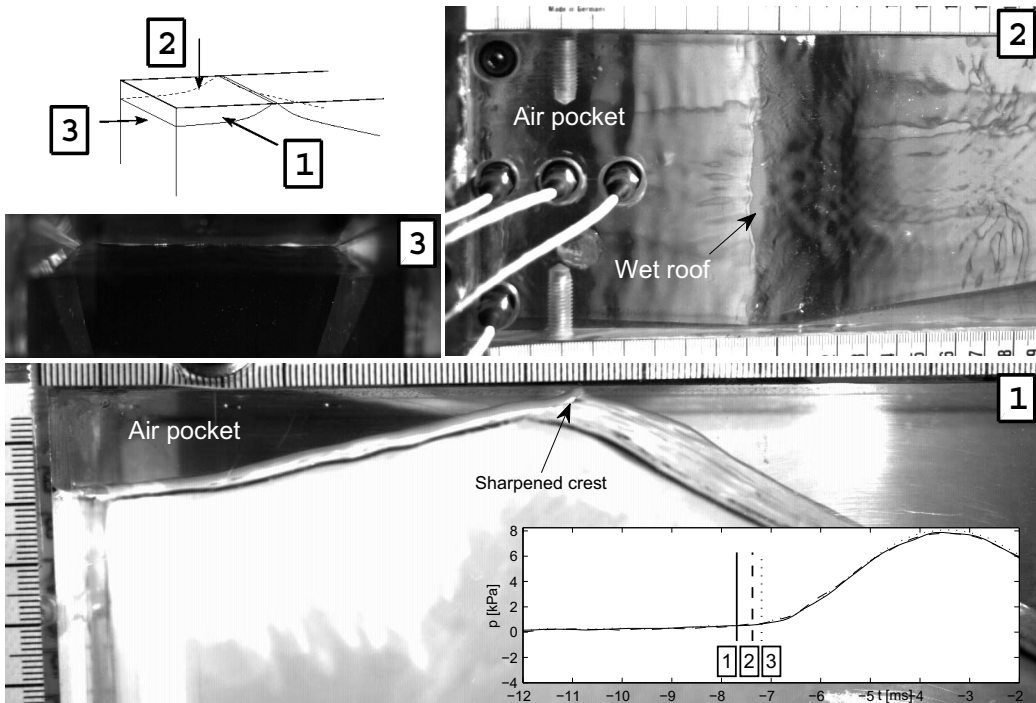 2
3
1
3
Made in Germany
2
Air pocket
Wet roof
1
Air pocket
Sharpened crest
8
6
4
2
0
−2
−4
p [kPa]
1 2 3
−12 −11 −10 −9 −8 −7 −6 −5 −4 −3 −2
t [ms]